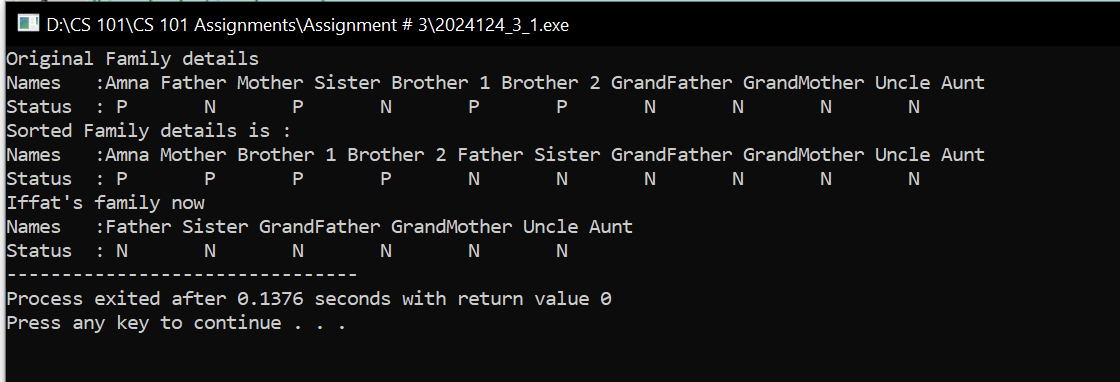 D:\CS 101\CS 101 Assignments\Assignment # 3\2024124_3_1.exe
Original Family details
Names   :Amna Father Mother Sister Brother 1 Brother 2 GrandFather GrandMother Uncle Aunt
Status  : P       N       P       N       P       P       N       N       N       N
Sorted Family details is :
Names   :Amna Mother Brother 1 Brother 2 Father Sister GrandFather GrandMother Uncle Aunt
Status  : P       P       P       P       N       N       N       N       N       N
Iffat's family now
Names   :Father Sister GrandFather GrandMother Uncle Aunt
Status  : N       N       N       N       N       N
--------------------------------
Process exited after 0.1376 seconds with return value 0
Press any key to continue . . .